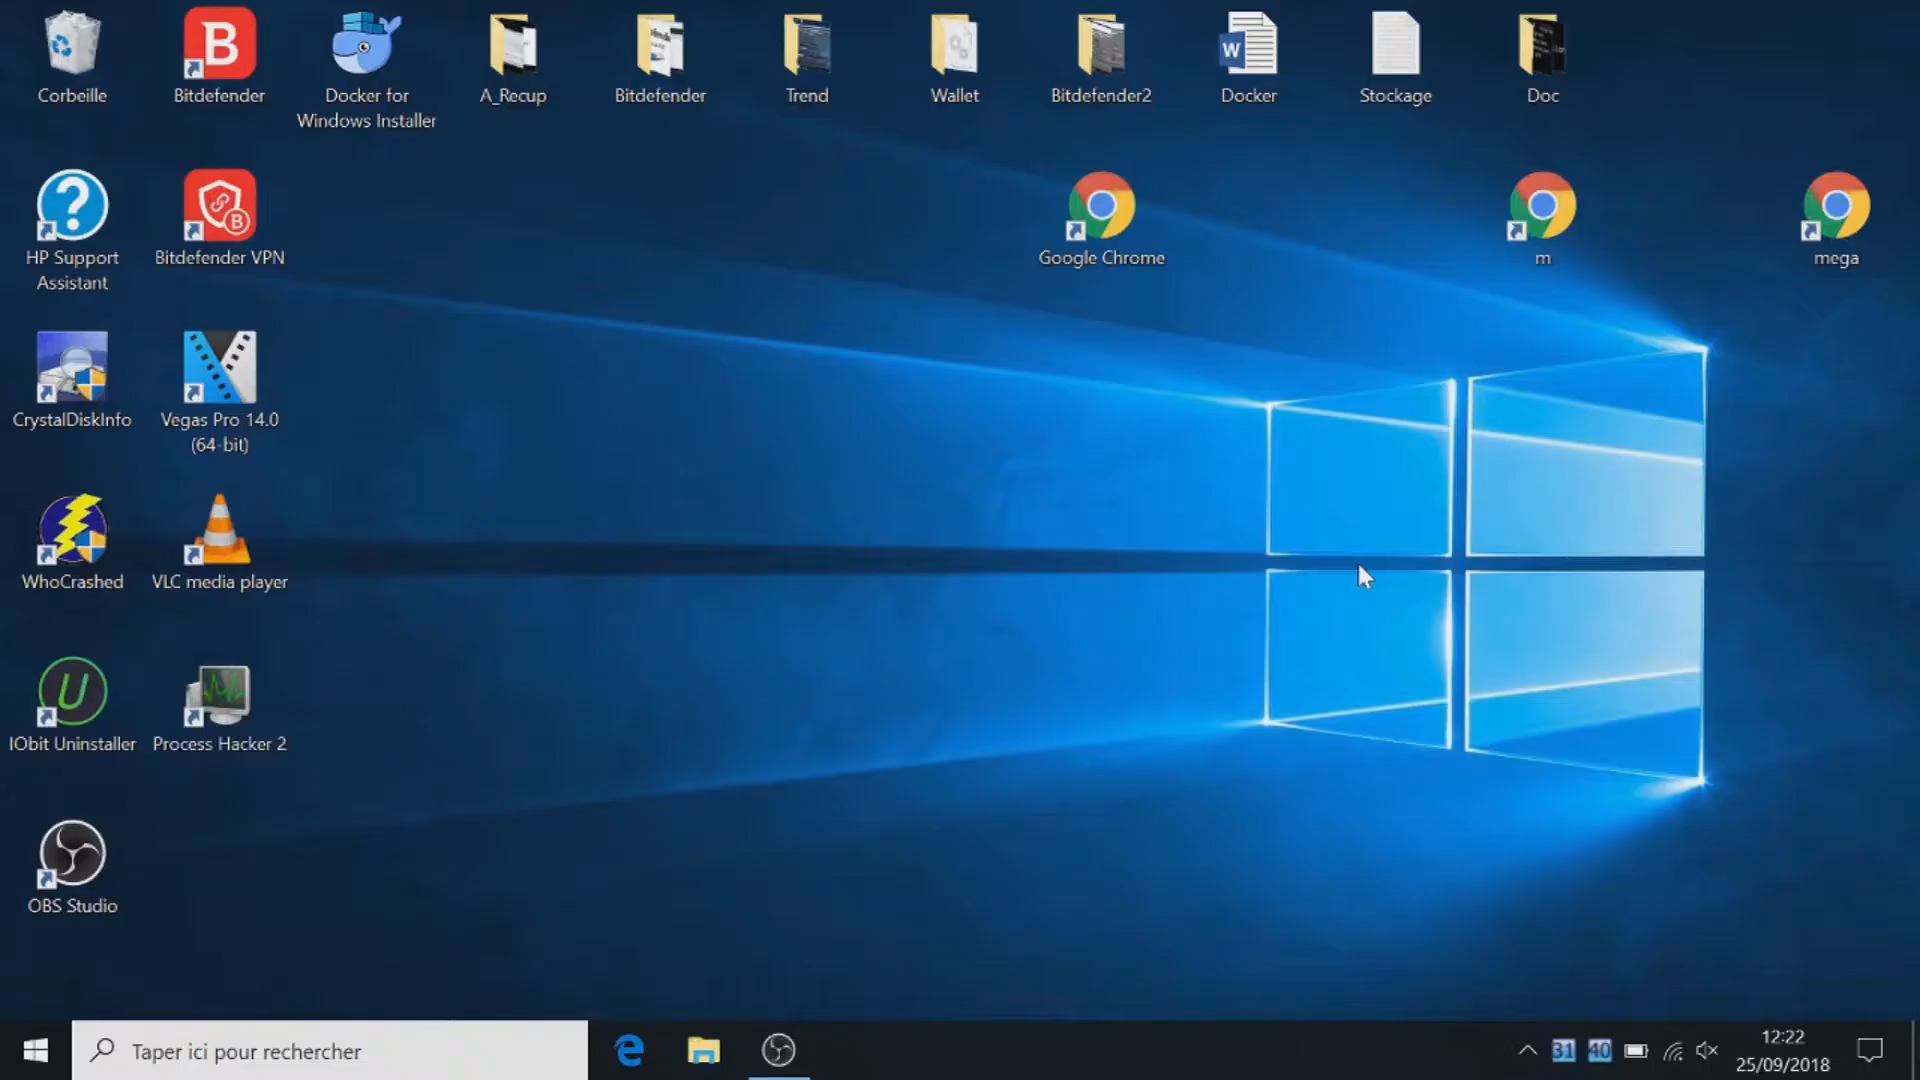 Corbeille
Bitdefender
Docker for
Windows Installer
A_Recup
Bitdefender
Trend
Wallet
Bitdefender2
Docker
Stockage
Doc
HP Support
Assistant
Bitdefender VPN
Google Chrome
m
mega
CrystalDiskInfo
Vegas Pro 14.0
(64-bit)
WhoCrashed
VLC media player
IObit Uninstaller
Process Hacker 2
OBS Studio
Taper ici pour rechercher
31
40
12:22
25/09/2018